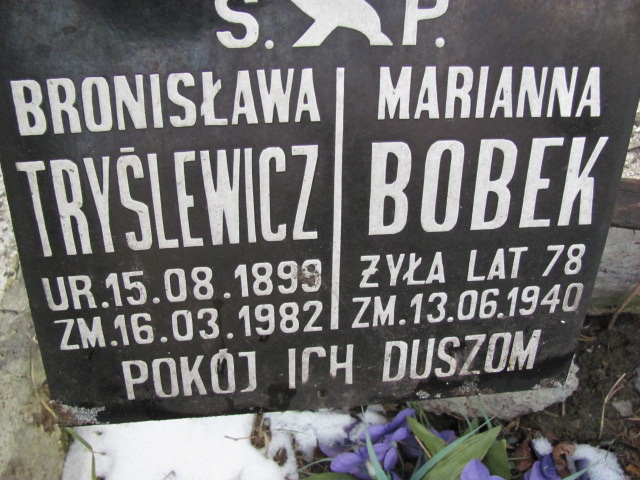 Ś. P.
BRONISŁAWA
TRYŚLEWICZ
UR.15.08.1899
ZM.16.03.1982
MARIANNA
BOBEK
ŻYŁA LAT 78
ZM.13.06.1940
POKÓJ ICH DUSZOM